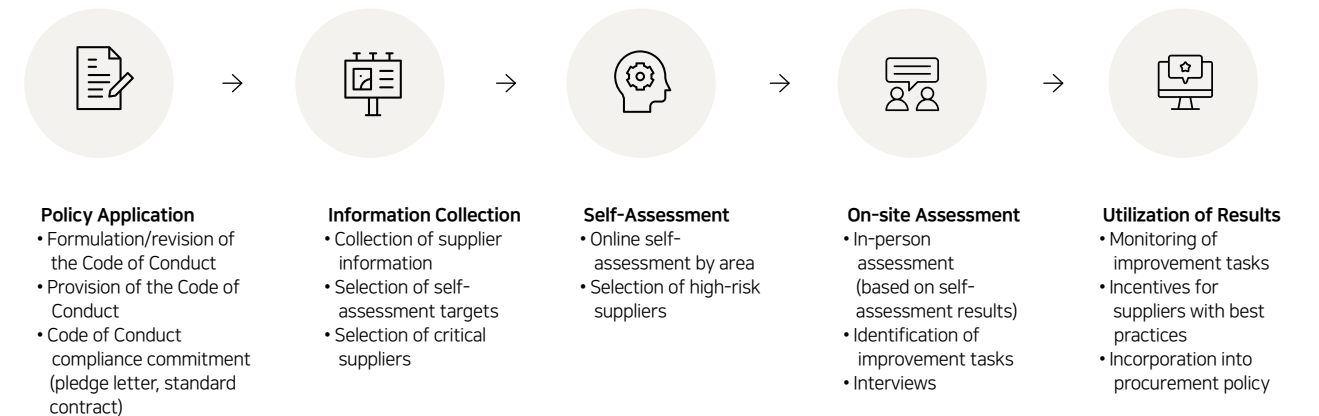 Policy Application
• Formulation/revision of
the Code of Conduct
• Provision of the Code of
Conduct
• Code of Conduct
compliance commitment
(pledge letter, standard
contract)
Information Collection
• Collection of supplier
information
• Selection of self-
assessment targets
• Selection of critical
suppliers
Self-Assessment
• Online self-
assessment by area
• Selection of high-risk
suppliers
On-site Assessment
• In-person
assessment
(based on self-
assessment results)
• Identification of
improvement tasks
• Interviews
Utilization of Results
• Monitoring of
improvement tasks
• Incentives for
suppliers with best
practices
• Incorporation into
procurement policy